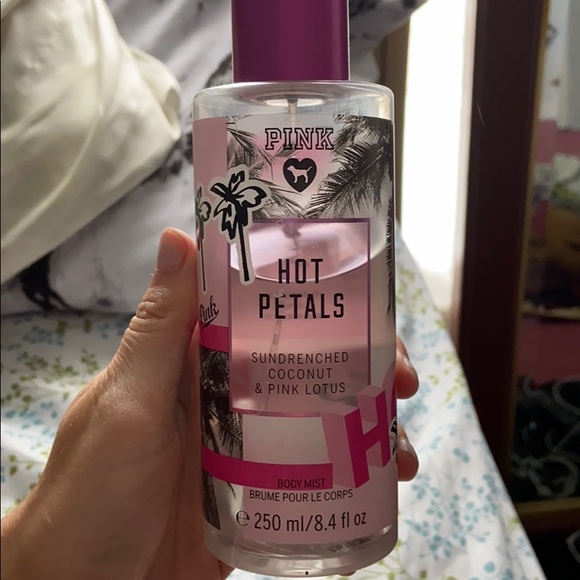 PINK
HOT
PETALS
Pink
SUNDRENCHED
COCONUT
& PINK LOTUS
BODY MIST
BRUME POUR LE CORPS
℮ 250 ml/8.4 fl oz